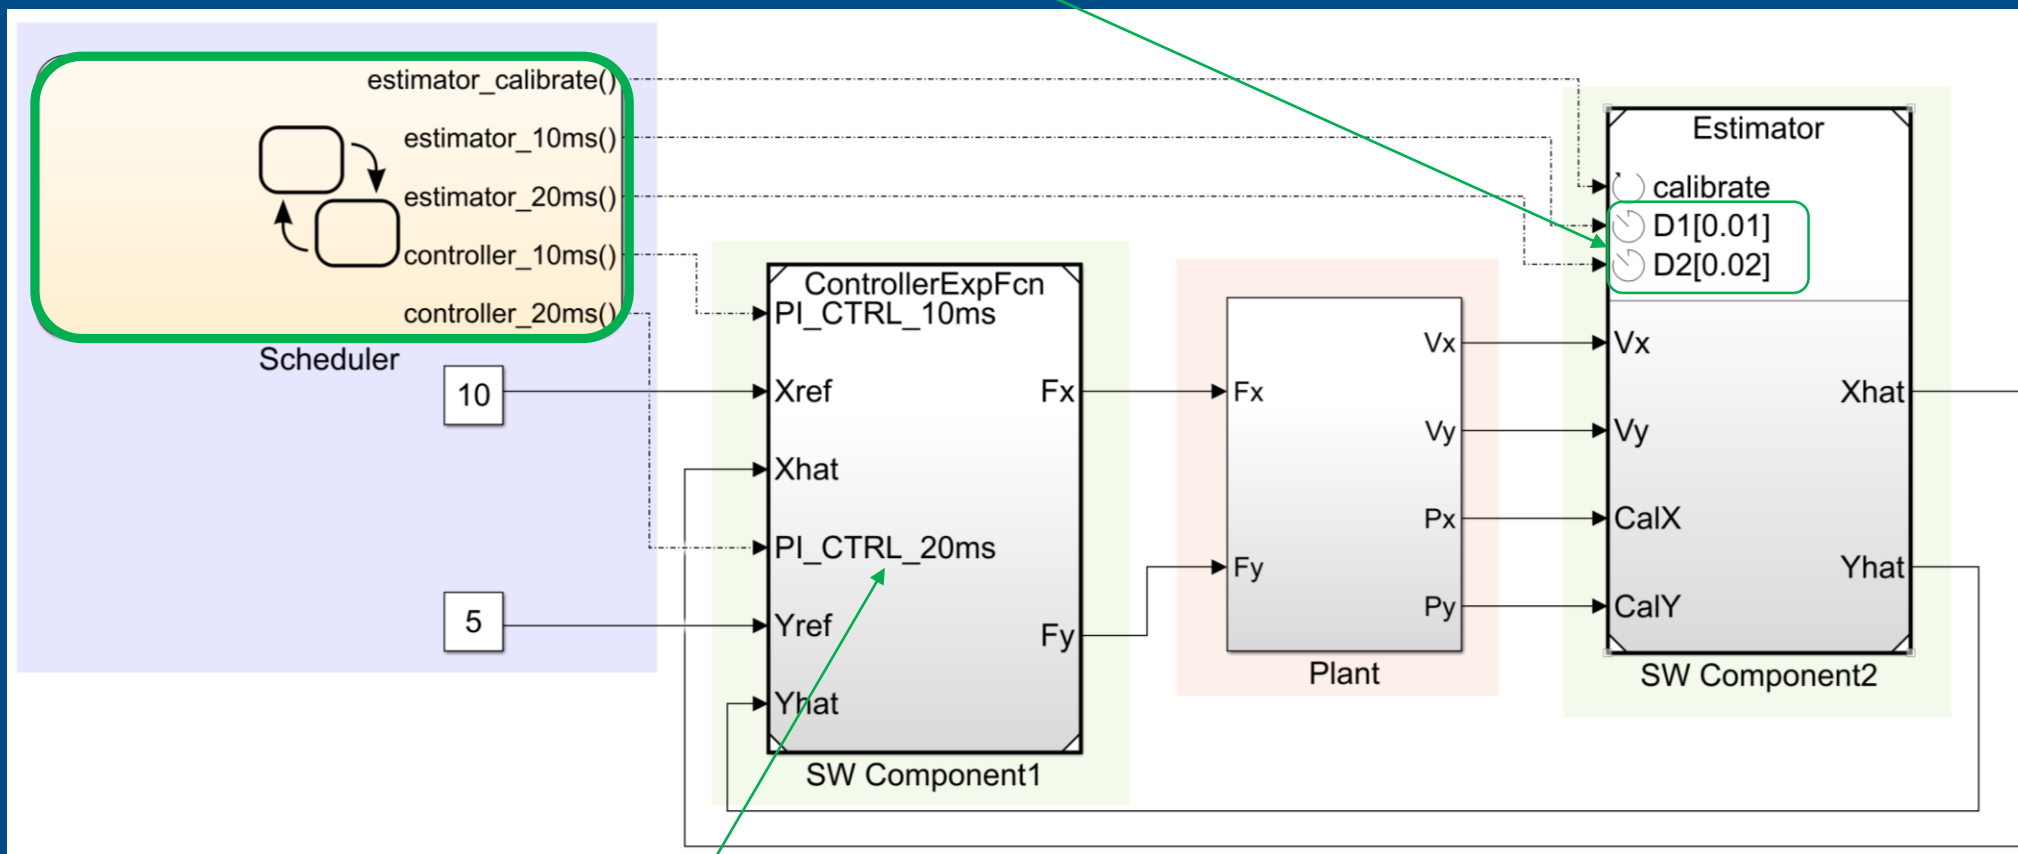 estimator_calibrate()
estimator_10ms()
estimator_20ms()
controller_10ms()
controller_20ms()
Scheduler
10
5
ControllerExpFcn
PI_CTRL_10ms
Xref
Xhat
PI_CTRL_20ms
Yref
Yhat
Fx
Fy
SW Component1
Fx
Fy
Vx
Vy
Px
Py
Plant
Estimator
calibrate
D1[0.01]
D2[0.02]
Vx
Vy
CalX
CalY
Xhat
Yhat
SW Component2